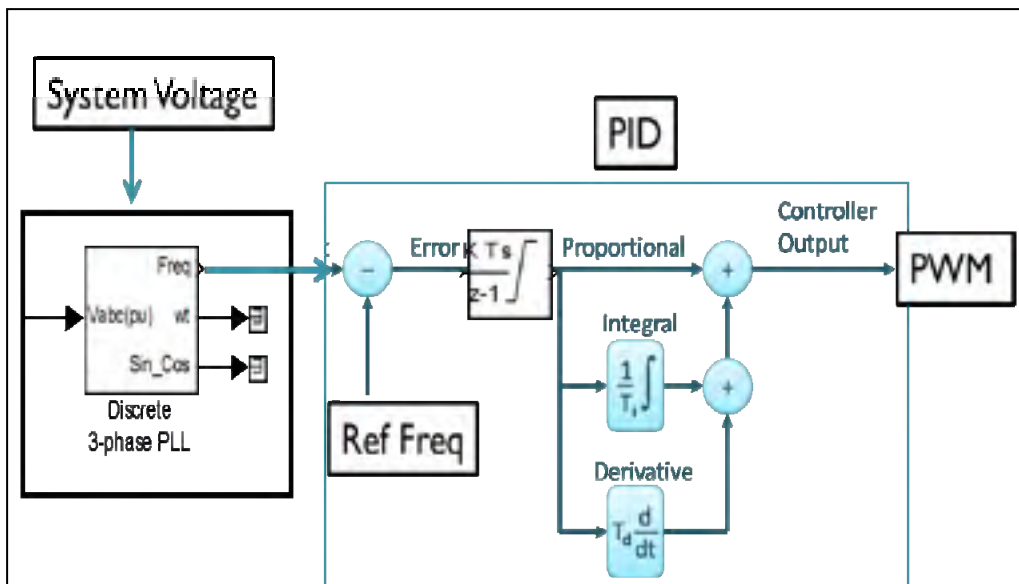 System Voltage
PID
Freq
Vabc(pu)
wt
Sin_Cos
Discrete
3-phase PLL
Error
K Ts
z-1
Proportional
Controller
Output
PWM
Ref Freq
Integral
1
Ti
Derivative
Td d
dt